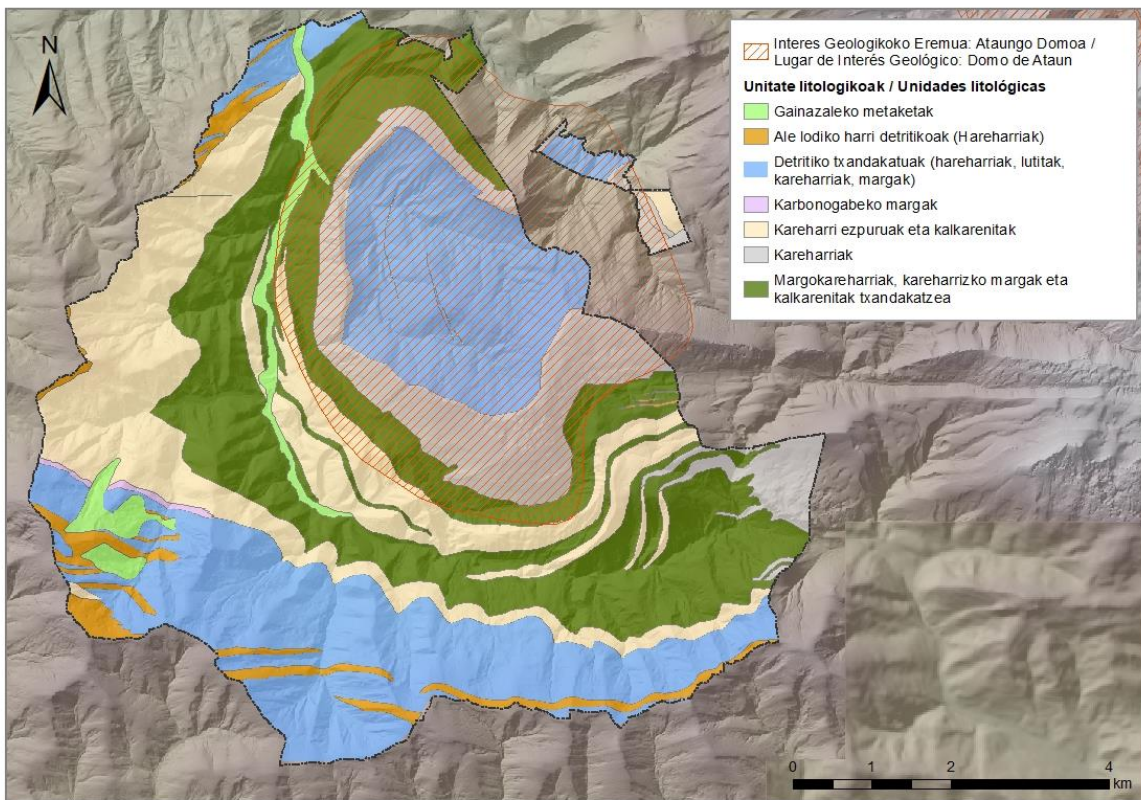 N
Interes Geologikoko Eremua: Ataungo Domoa /
Lugar de Interés Geológico: Domo de Ataun
Unitate litologikoak / Unidades litológicas
Gainazaleko metaketak
Ale lodiko harri detritikoak (Hareharriak)
Detritiko txandakatuak (hareharriak, lutitak,
kareharriak, margak)
Karbonogabeko margak
Kareharri ezpuruak eta kalkarenitak
Kareharriak
Margokareharriak, kareharrizko margak eta
kalkarenitak txandakatzea
0 1 2 4
km